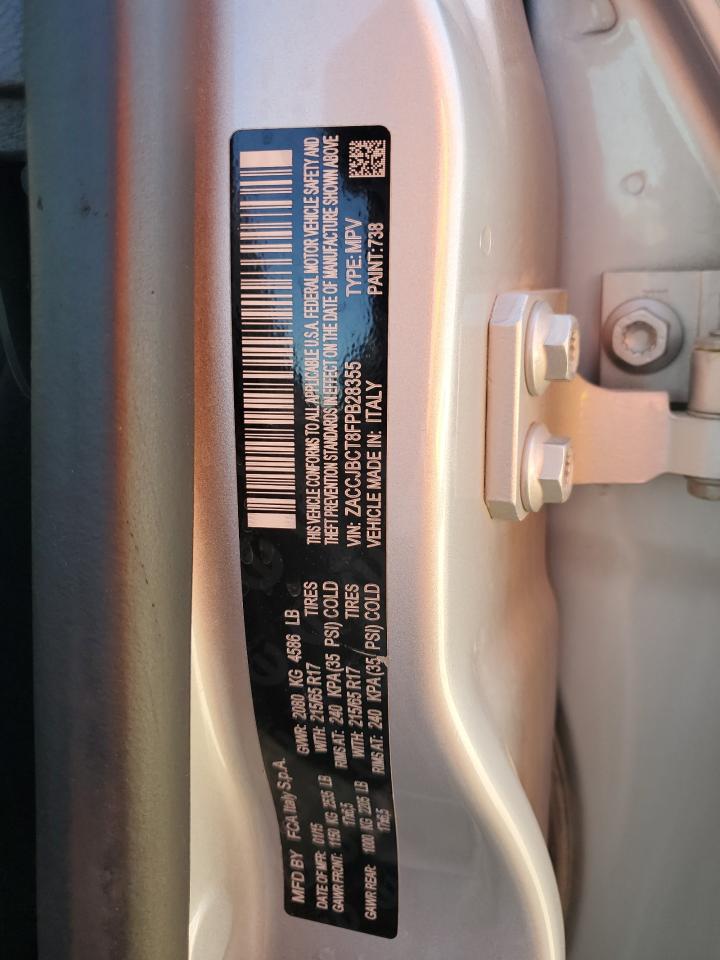 MFD BY FCA Italy S.p.A.
DATE OF MFR: 01/15 GVWR: 2080 KG 4586 LB
GAWR FRONT: 1150 KG 2535 LB WITH: 215/65 R17 TIRES
17x6,5 RIMS AT: 240 KPA(35 PSI) COLD
GAWR REAR: 1000 KG 2205 LB WITH: 215/65 R17 TIRES
17x6,5 RIMS AT: 240 KPA(35 PSI) COLD
THIS VEHICLE CONFORMS TO ALL APPLICABLE U.S.A. FEDERAL MOTOR VEHICLE SAFETY AND
THEFT PREVENTION STANDARDS IN EFFECT ON THE DATE OF MANUFACTURE SHOWN ABOVE
VIN: ZACCJBCT8FPB28355 TYPE: MPV
VEHICLE MADE IN: ITALY PAINT:738